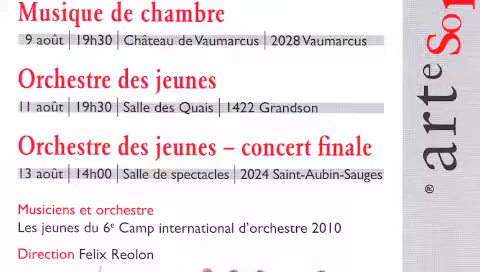 Musique de chambre
9 août | 19h30 | Château de Vaumarcus | 2028 Vaumarcus
Orchestre des jeunes
11 août | 19h30 | Salle des Quais | 1422 Grandson
Orchestre des jeunes – concert finale
13 août | 14h00 | Salle de spectacles | 2024 Saint-Aubin-Sauges
Musiciens et orchestre
Les jeunes du 6e Camp international d'orchestre 2010
Direction Felix Reolon
® arte